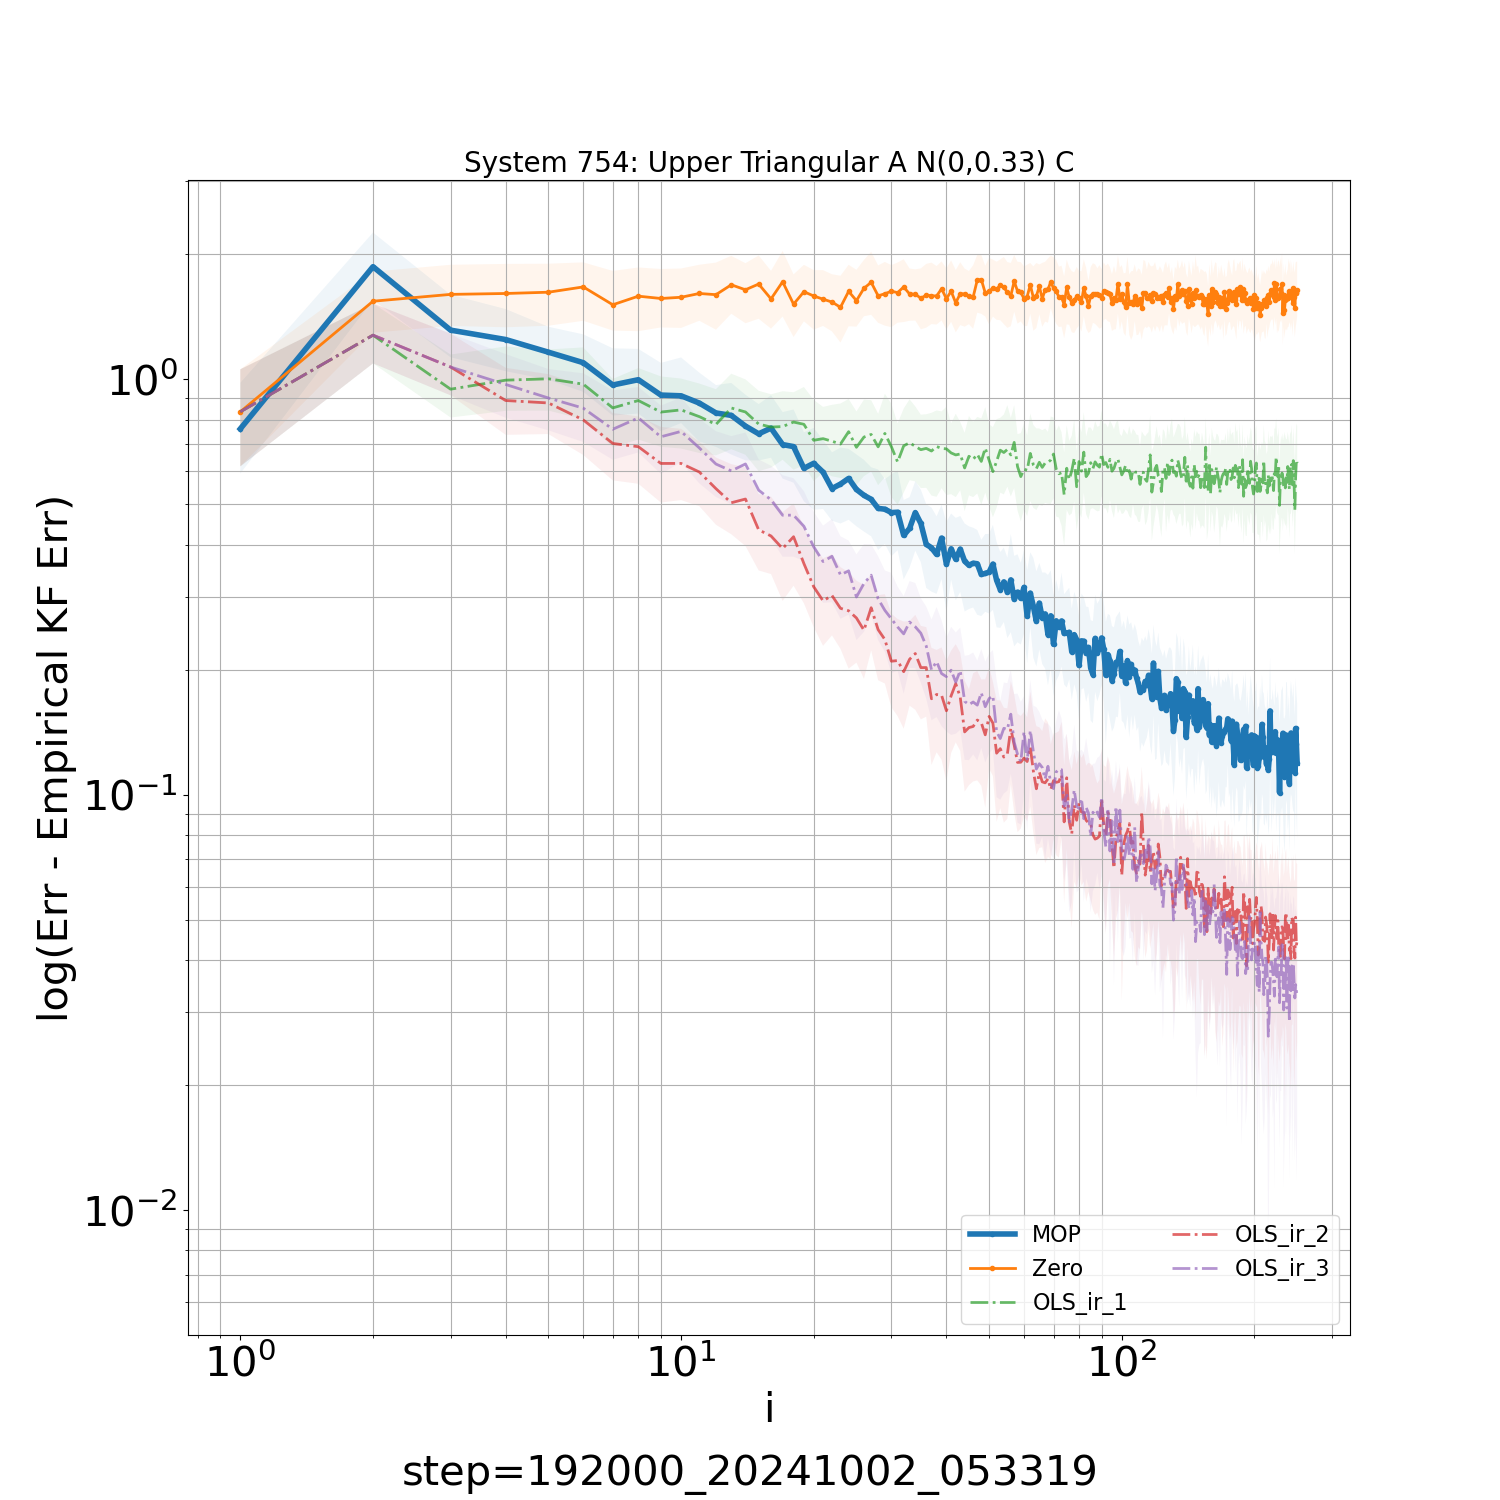 System 754: Upper Triangular A N(0,0.33) C
log(Err - Empirical KF Err)
10^0
10^-1
10^-2
MOP
Zero
OLS_ir_1
OLS_ir_2
OLS_ir_3
10^0 10^1 10^2
i
step=192000_20241002_053319